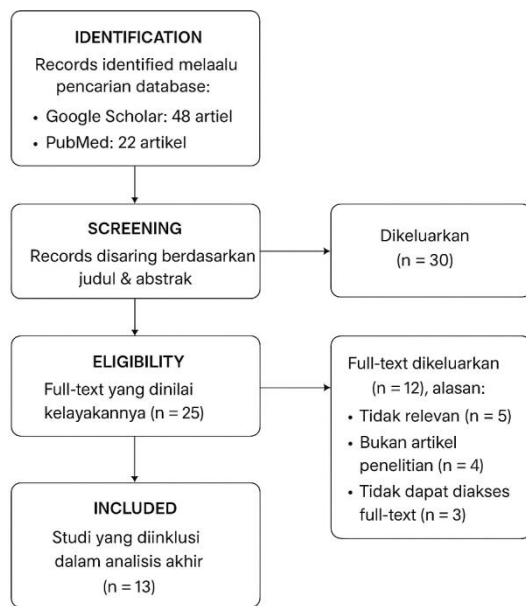 IDENTIFICATION
Records identified melaalu
pencarian database:
• Google Scholar: 48 artiel
• PubMed: 22 artikel
SCREENING
Records disaring berdasarkan
judul & abstrak
Dikeluarkan
(n = 30)
ELIGIBILITY
Full-text yang dinilai
kelayakannya (n = 25)
Full-text dikeluarkan
(n = 12), alasan:
• Tidak relevan (n = 5)
• Bukan artikel
penelitian (n = 4)
• Tidak dapat diakses
full-text (n = 3)
INCLUDED
Studi yang diinklusi
dalam analisis akhir
(n = 13)